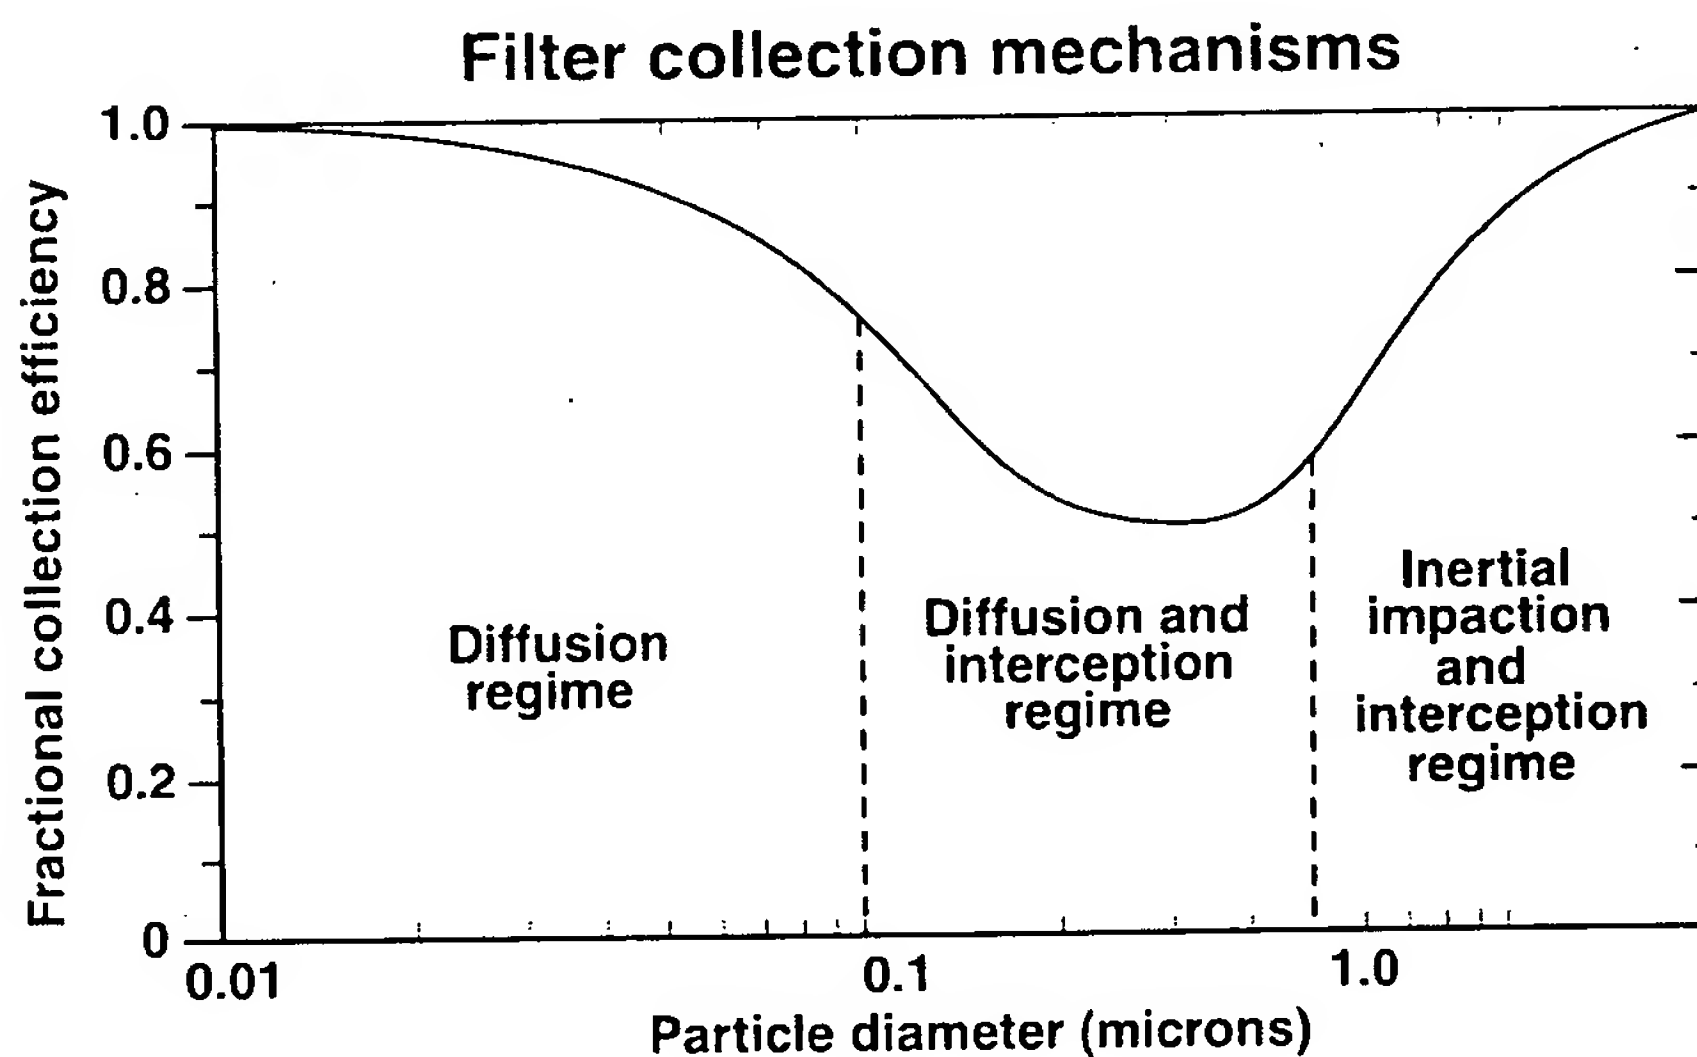 Filter collection mechanisms
Fractional collection efficiency
1.0
0.8
0.6
0.4
0.2
0
Diffusion
regime
Diffusion and
interception
regime
Inertial
impaction
and
interception
regime
0.01
0.1
1.0
Particle diameter (microns)